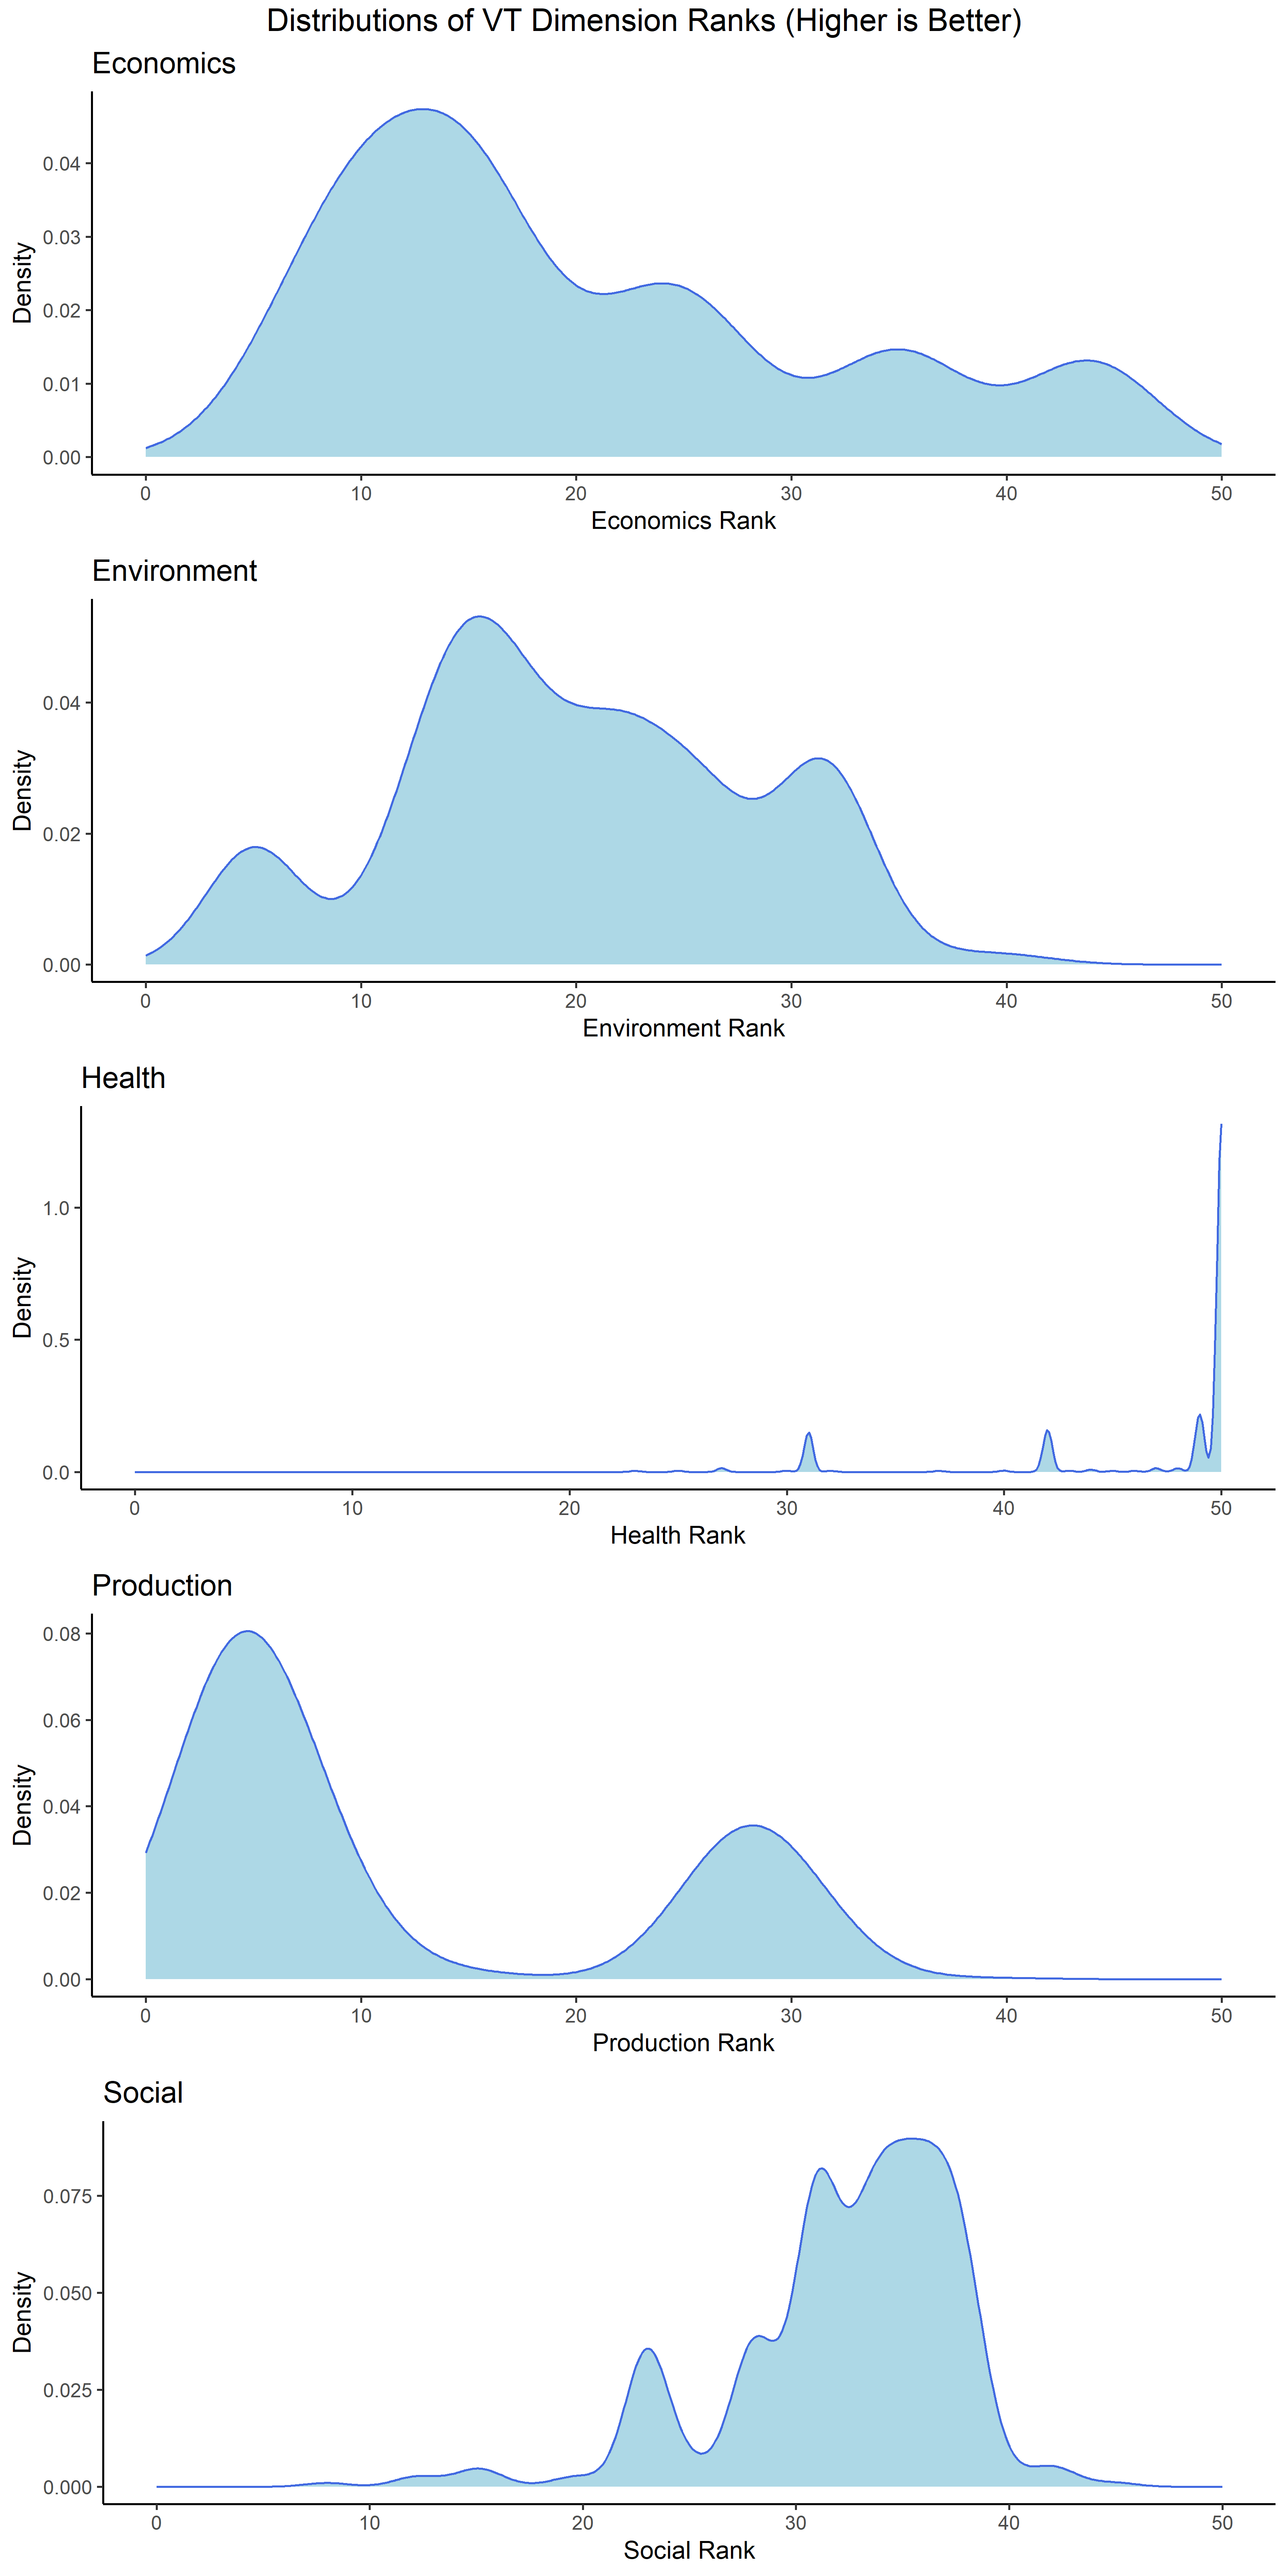 Distributions of VT Dimension Ranks (Higher is Better)
Economics
Density
0.04
0.03
0.02
0.01
0.00
0 10 20 30 40 50
Economics Rank
Environment
Density
0.04
0.02
0.00
0 10 20 30 40 50
Environment Rank
Health
Density
1.0
0.5
0.0
0 10 20 30 40 50
Health Rank
Production
Density
0.08
0.06
0.04
0.02
0.00
0 10 20 30 40 50
Production Rank
Social
Density
0.075
0.050
0.025
0.000
0 10 20 30 40 50
Social Rank